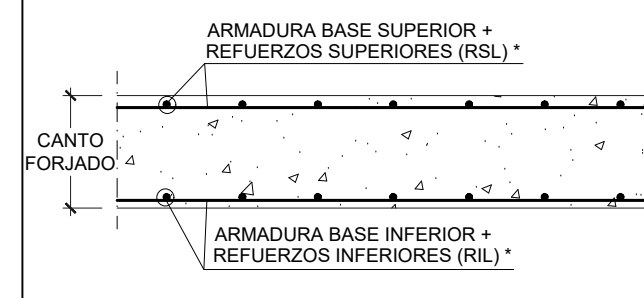 ARMADURA BASE SUPERIOR +
REFUERZOS SUPERIORES (RSL) *
CANTO
FORJADO
ARMADURA BASE INFERIOR +
REFUERZOS INFERIORES (RIL) *